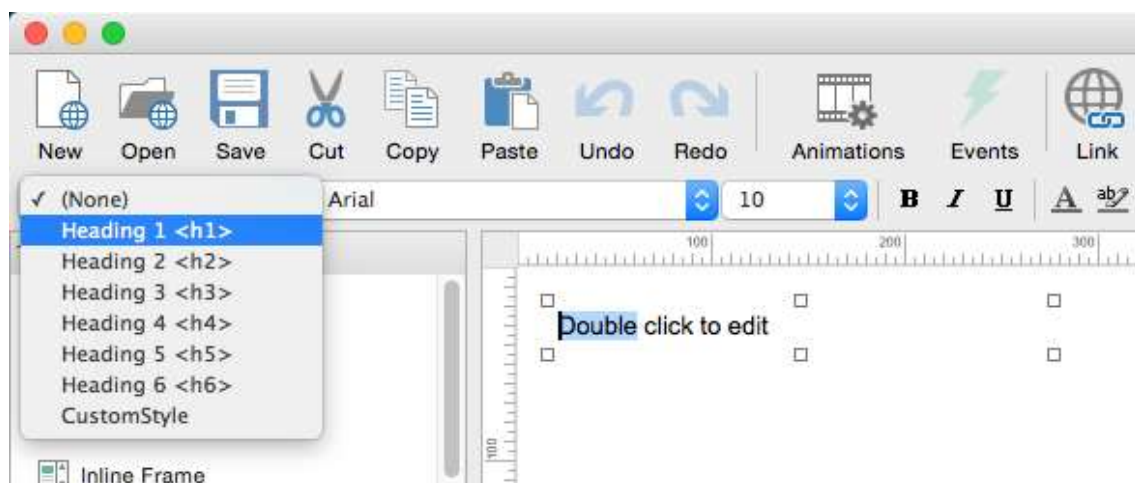 New Open Save Cut Copy Paste Undo Redo Animations Events Link
✓ (None)
Arial 10 B I U A ab
Heading 1 <h1>
Heading 2 <h2>
Heading 3 <h3>
Heading 4 <h4>
Heading 5 <h5>
Heading 6 <h6>
CustomStyle
Inline Frame
100 200 300
Double click to edit
100